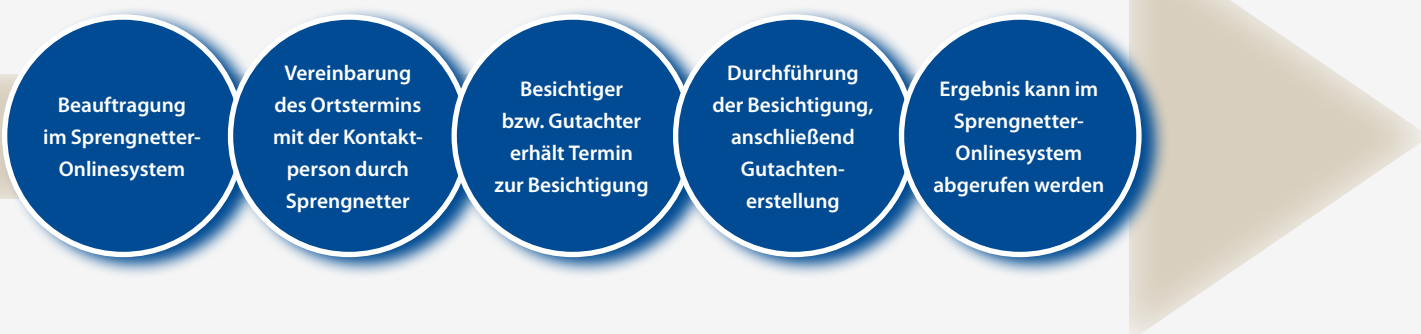 Beauftragung
im Sprengnetter-
Onlinesystem
Vereinbarung
des Ortstermins
mit der Kontakt-
person durch
Sprengnetter
Besichtiger
bzw. Gutachter
erhält Termin
zur Besichtigung
Durchführung
der Besichtigung,
anschließend
Gutachten-
erstellung
Ergebnis kann im
Sprengnetter-
Onlinesystem
abgerufen werden